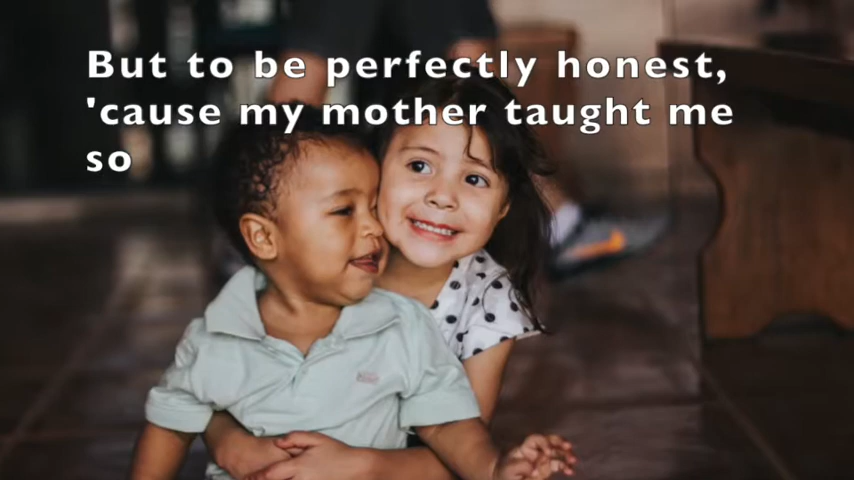 But to be perfectly honest,
'cause my mother taught me
so